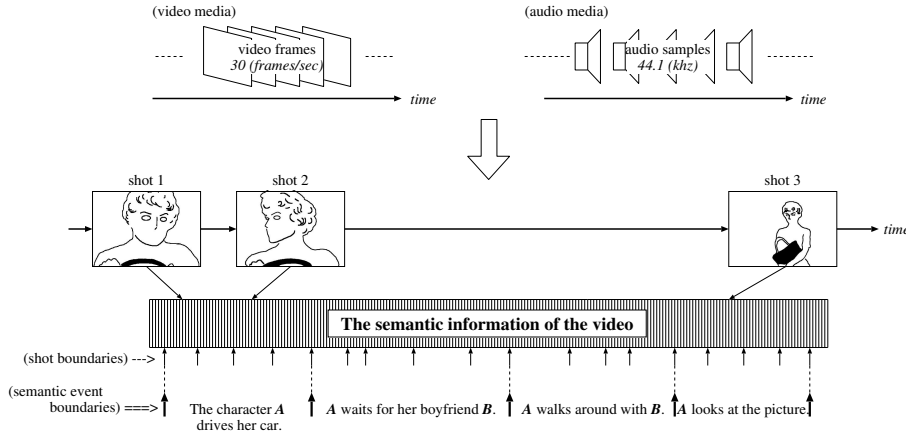 (video media)
(audio media)
video frames
30 (frames/sec)
audio samples
44.1 (khz)
time
time
shot 1
shot 2
shot 3
time
The semantic information of the video
(shot boundaries) --->
(semantic event
boundaries) ===>
The character A
drives her car.
A waits for her boyfriend B.
A walks around with B.
A looks at the picture.